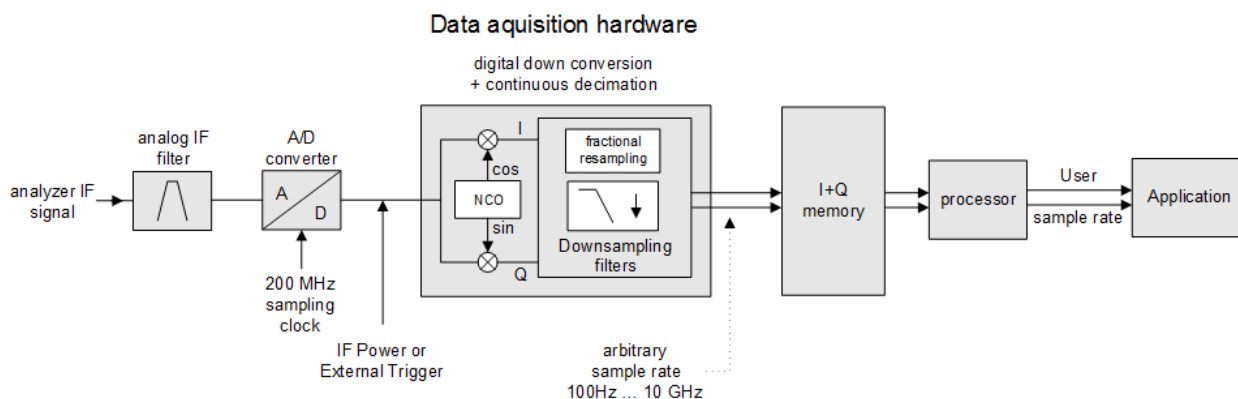 Data aquisition hardware
digital down conversion
+ continuous decimation
analog IF
filter
A/D
converter
analyzer IF
signal
A
D
200 MHz
sampling
clock
IF Power or
External Trigger
I
cos
NCO
sin
Q
fractional
resampling
Downsampling
filters
arbitrary
sample rate
100Hz ... 10 GHz
I+Q
memory
processor
User
sample rate
Application